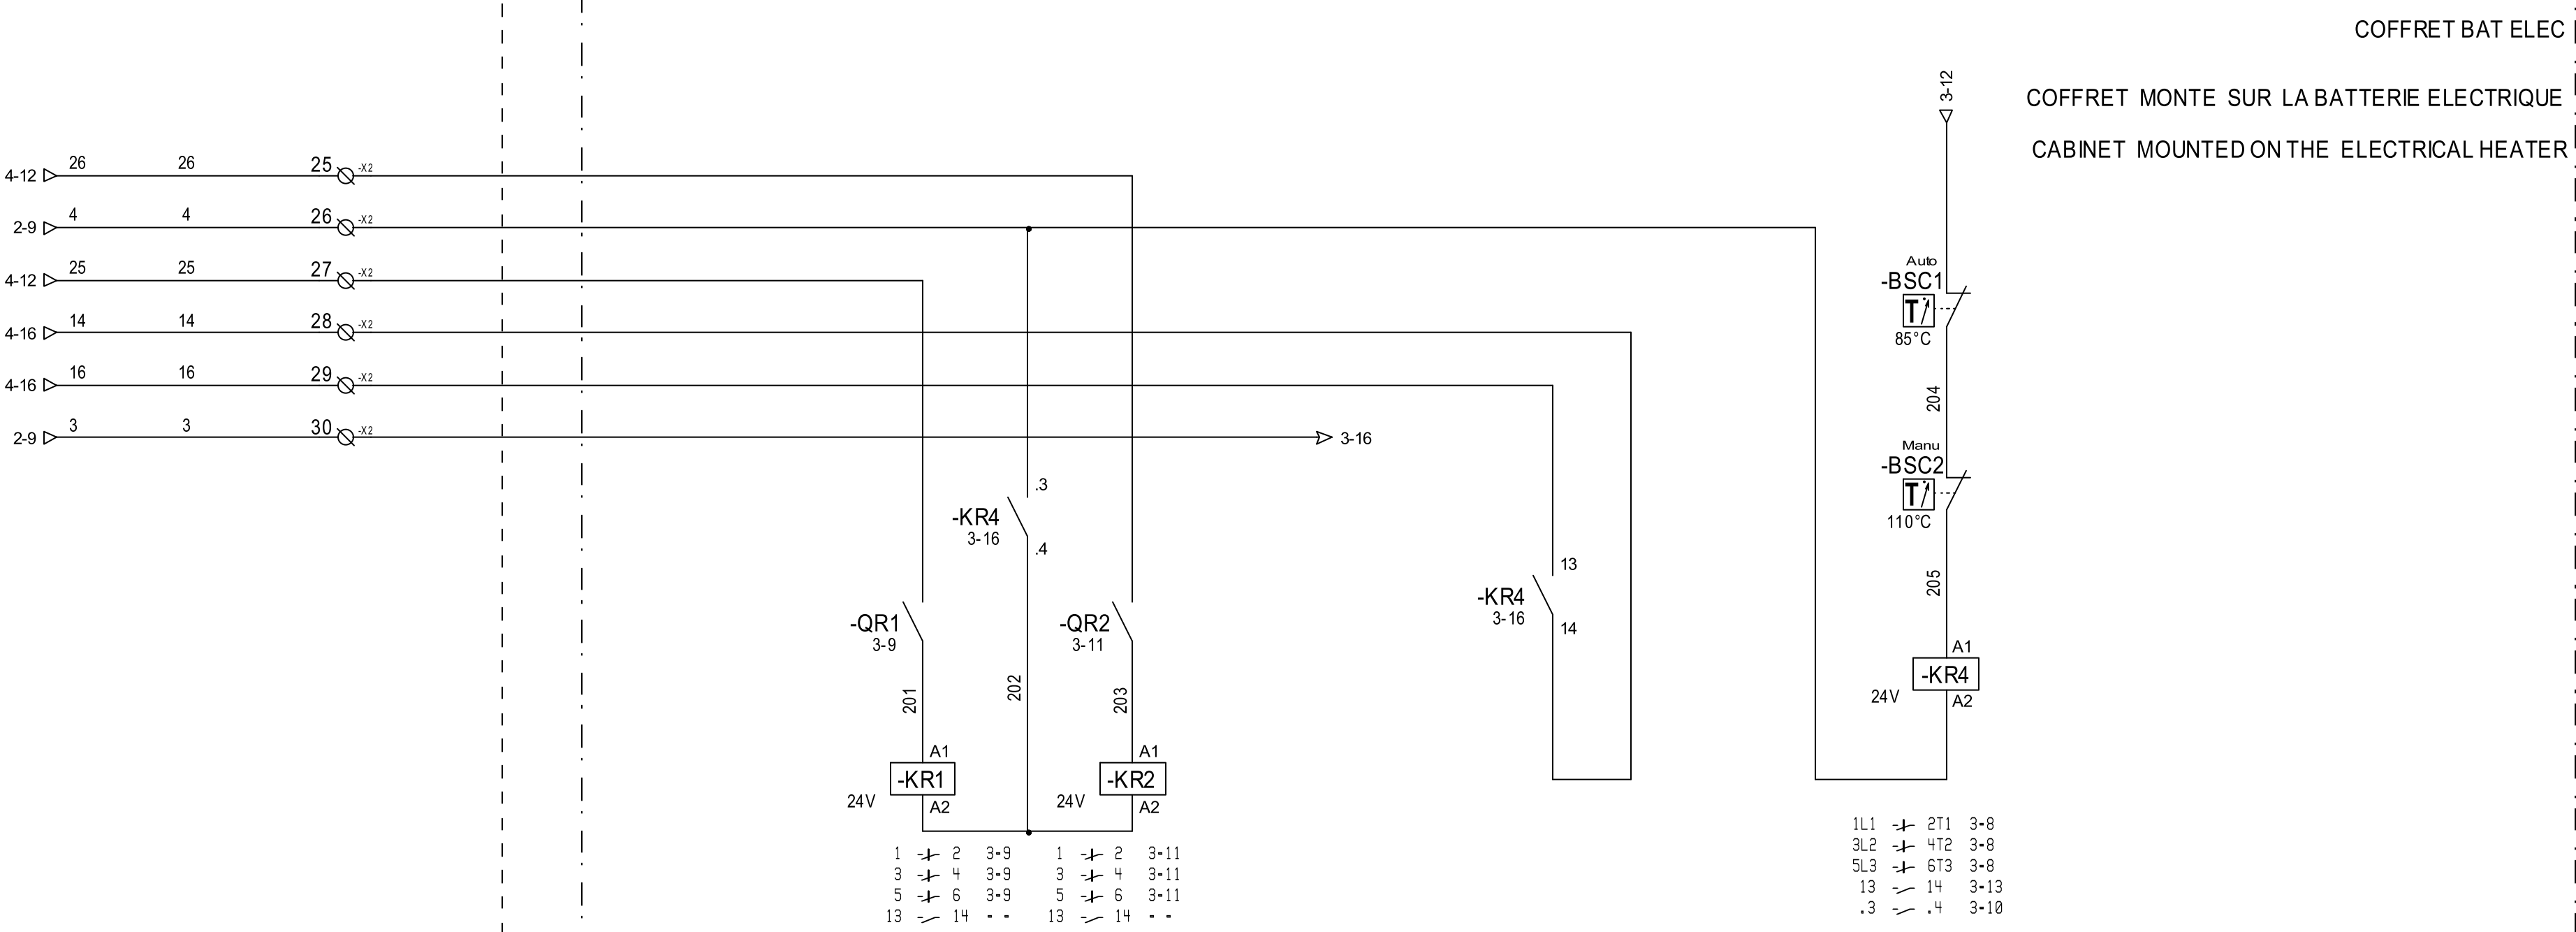 COFFRET BAT ELEC
3-12
COFFRET MONTE SUR LA BATTERIE ELECTRIQUE
CABINET MOUNTED ON THE ELECTRICAL HEATER
4-12 26 26 25 -X2
2-9 4 4 26 -X2
4-12 25 25 27 -X2
4-16 14 14 28 -X2
4-16 16 16 29 -X2
2-9 3 3 30 -X2
3-16
Auto
-BSC1
T
85°C
204
Manu
-BSC2
T
110°C
205
.3
-KR4
3-16
.4
13
-KR4
3-16
14
-QR1
3-9
-QR2
3-11
201
202
203
A1
-KR4
24V
A2
A1
-KR1
24V
A2
A1
-KR2
24V
A2
1 2 3-9
3 4 3-9
5 6 3-9
13 14 - -
1 2 3-11
3 4 3-11
5 6 3-11
13 14 - -
1L1 2T1 3-8
3L2 4T2 3-8
5L3 6T3 3-8
13 14 3-13
.3 .4 3-10